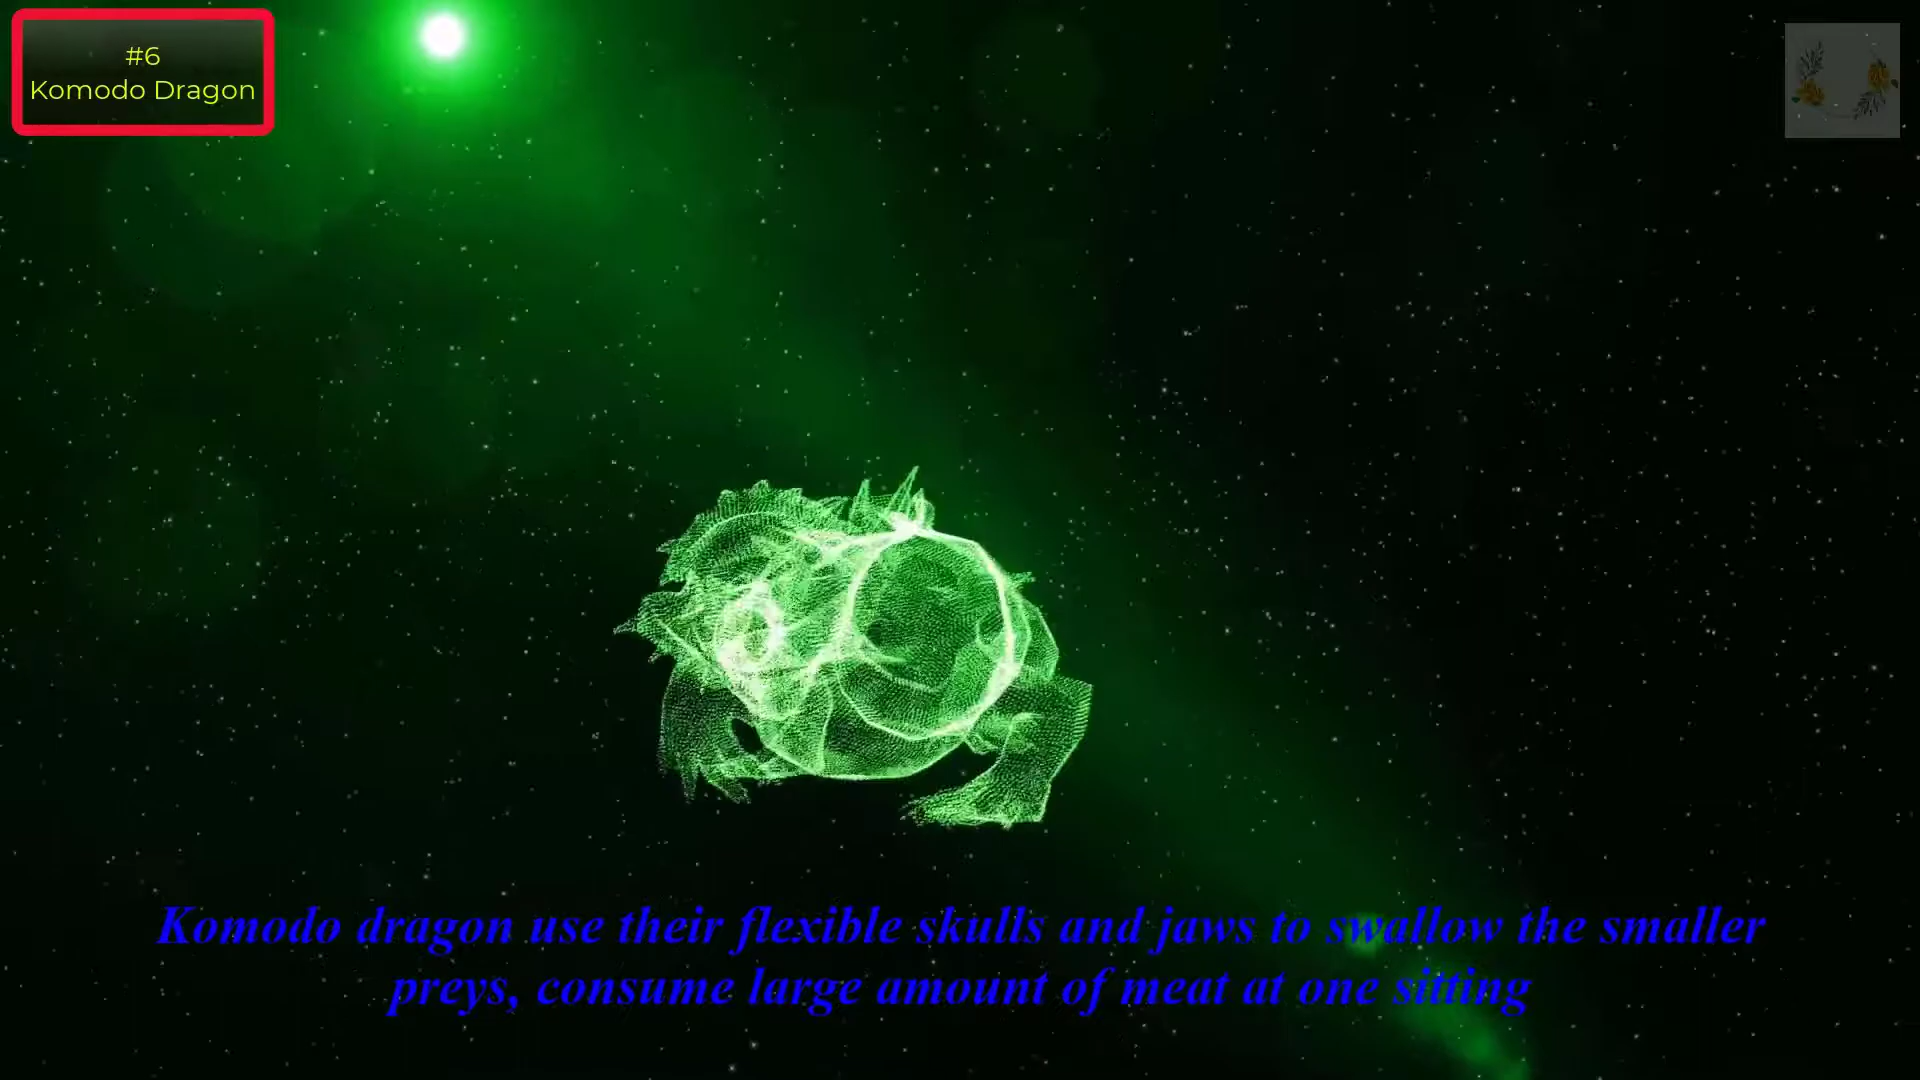 #6
Komodo Dragon
Komodo dragon use their flexible skulls and jaws to swallow the smaller
preys, consume large amount of meat at one sitting